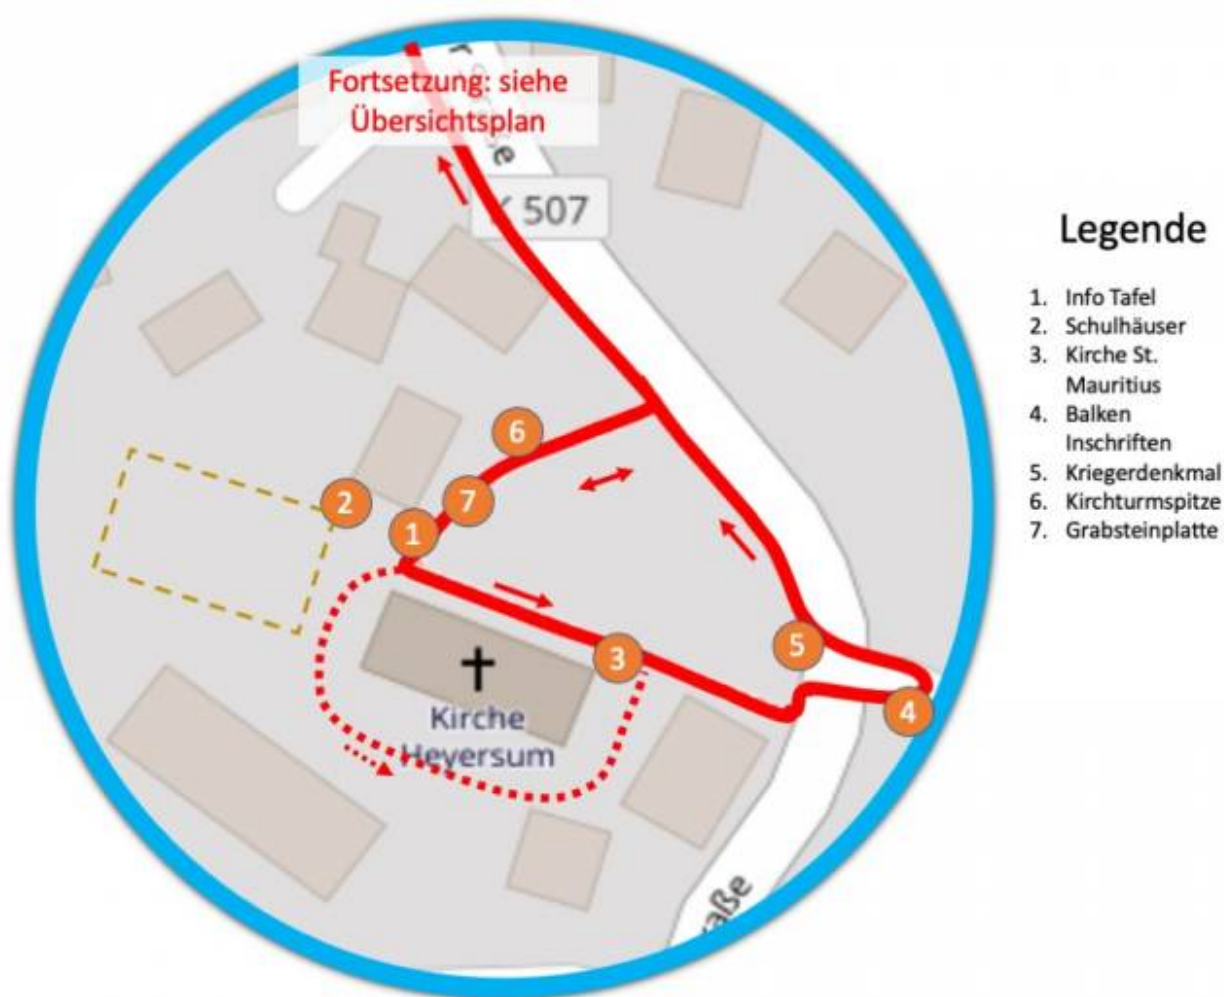 Fortsetzung: siehe
Übersichtsplan
507
6
2
7
1
3
5
4
Kirche
Heyersum
Legende
1. Info Tafel
2. Schulhäuser
3. Kirche St.
Mauritius
4. Balken
Inschriften
5. Kriegerdenkmal
6. Kirchturmspitze
7. Grabsteinplatte